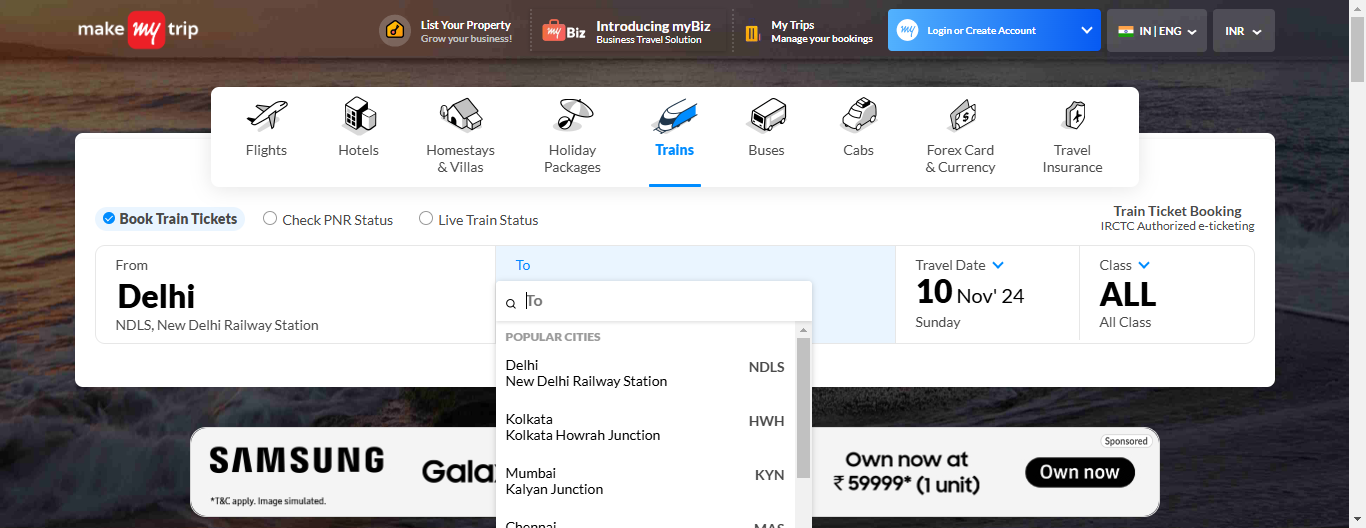 make my trip
List Your Property
Grow your business!
my Biz
Introducing myBiz
Business Travel Solution
My Trips
Manage your bookings
my
Login or Create Account
IN | ENG
INR
Flights
Hotels
Homestays
& Villas
Holiday
Packages
Trains
Buses
Cabs
Forex Card
& Currency
Travel
Insurance
Book Train Tickets
Check PNR Status
Live Train Status
Train Ticket Booking
IRCTC Authorized e-ticketing
From
Delhi
NDLS, New Delhi Railway Station
To
To
POPULAR CITIES
Delhi
NDLS
New Delhi Railway Station
Kolkata
HWH
Kolkata Howrah Junction
Mumbai
KYN
Kalyan Junction
Chennai
MAS
Travel Date
10 Nov' 24
Sunday
Class
ALL
All Class
SAMSUNG
*T&C apply. Image simulated.
Gala
Own now at
₹ 59999* (1 unit)
Sponsored
Own now